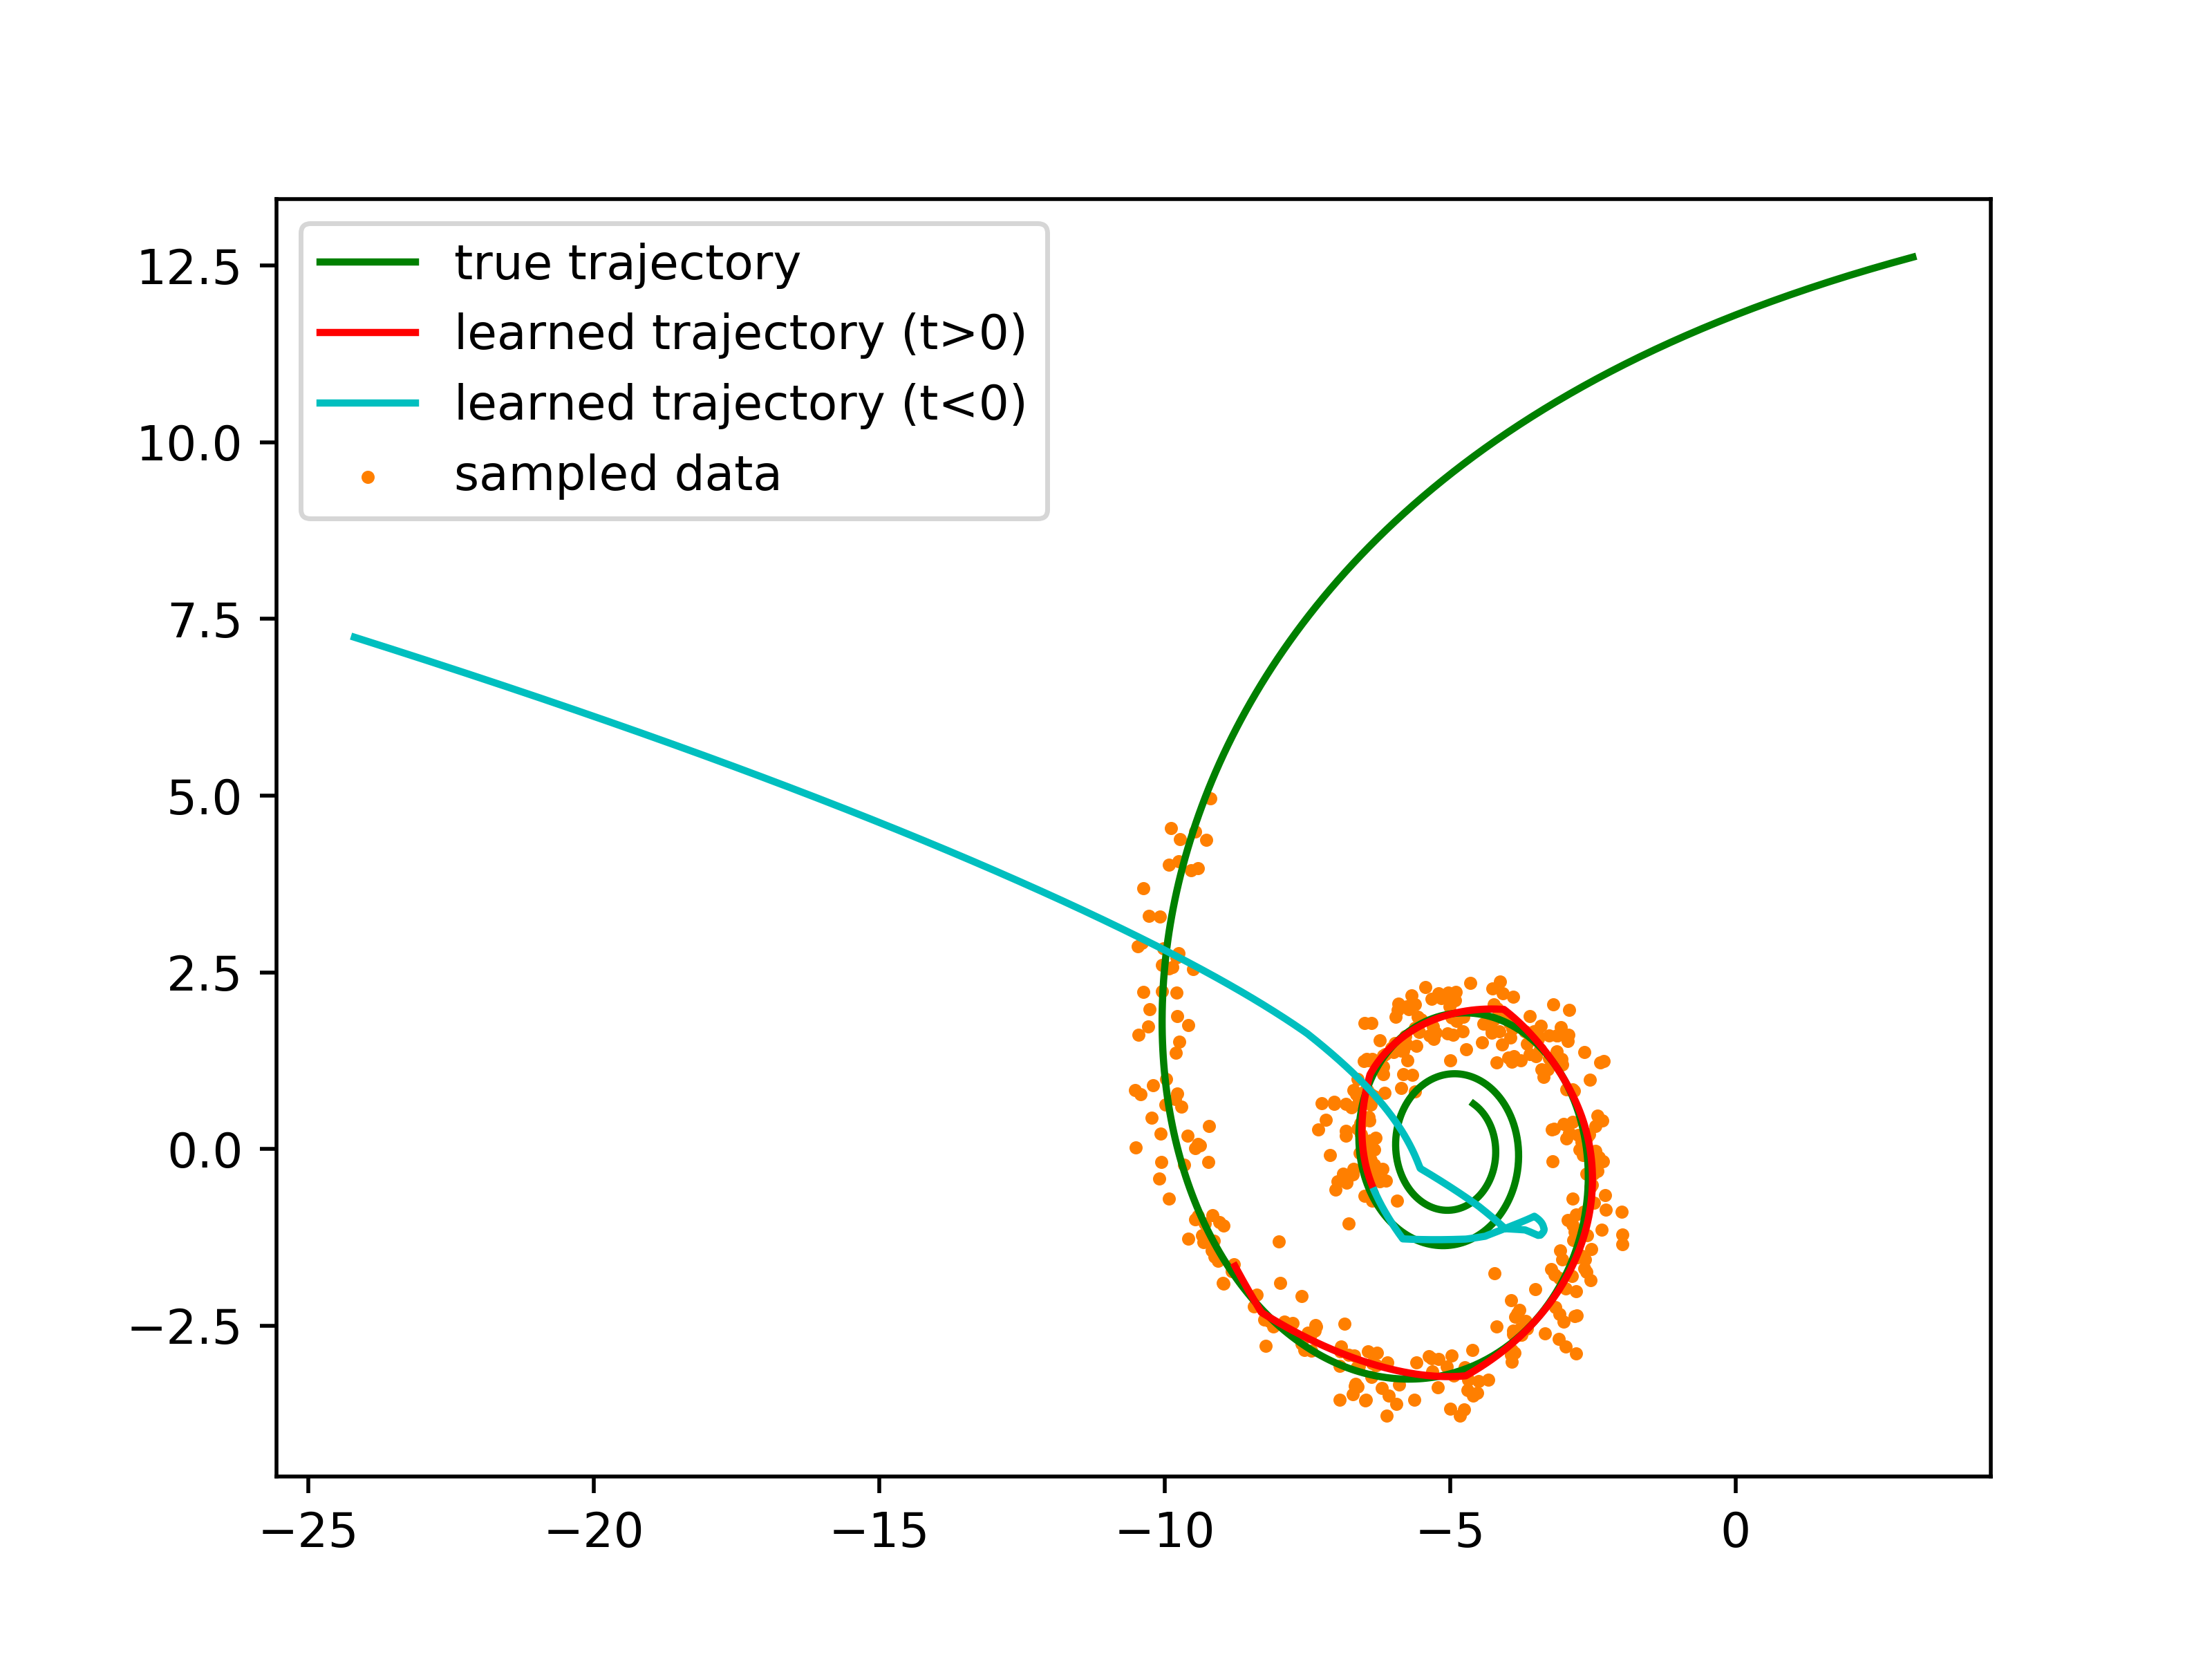 true trajectory
learned trajectory (t>0)
learned trajectory (t<0)
sampled data
12.5
10.0
7.5
5.0
2.5
0.0
−2.5
−25 −20 −15 −10 −5 0